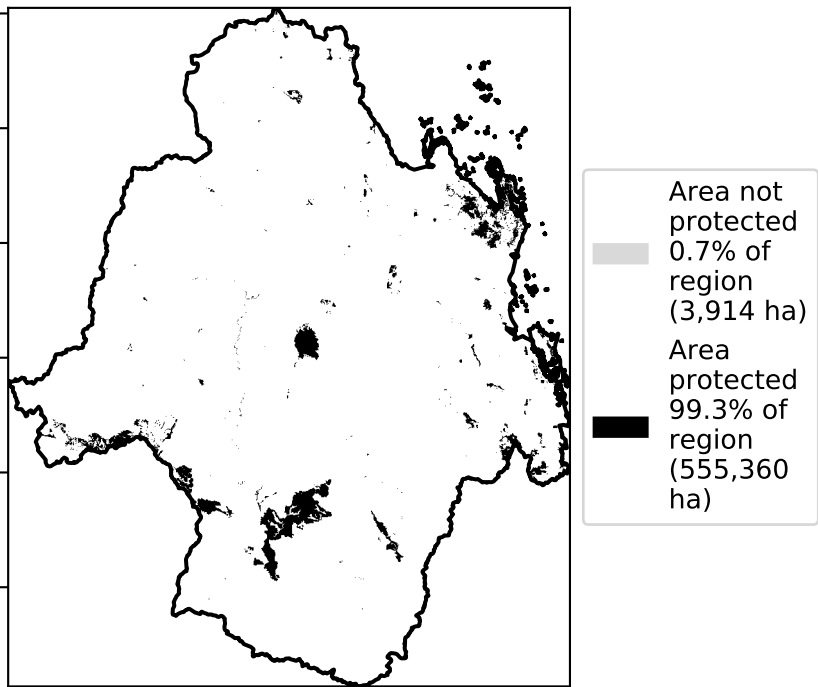 Area not
protected
0.7% of
region
(3,914 ha)
Area
protected
99.3% of
region
(555,360
ha)